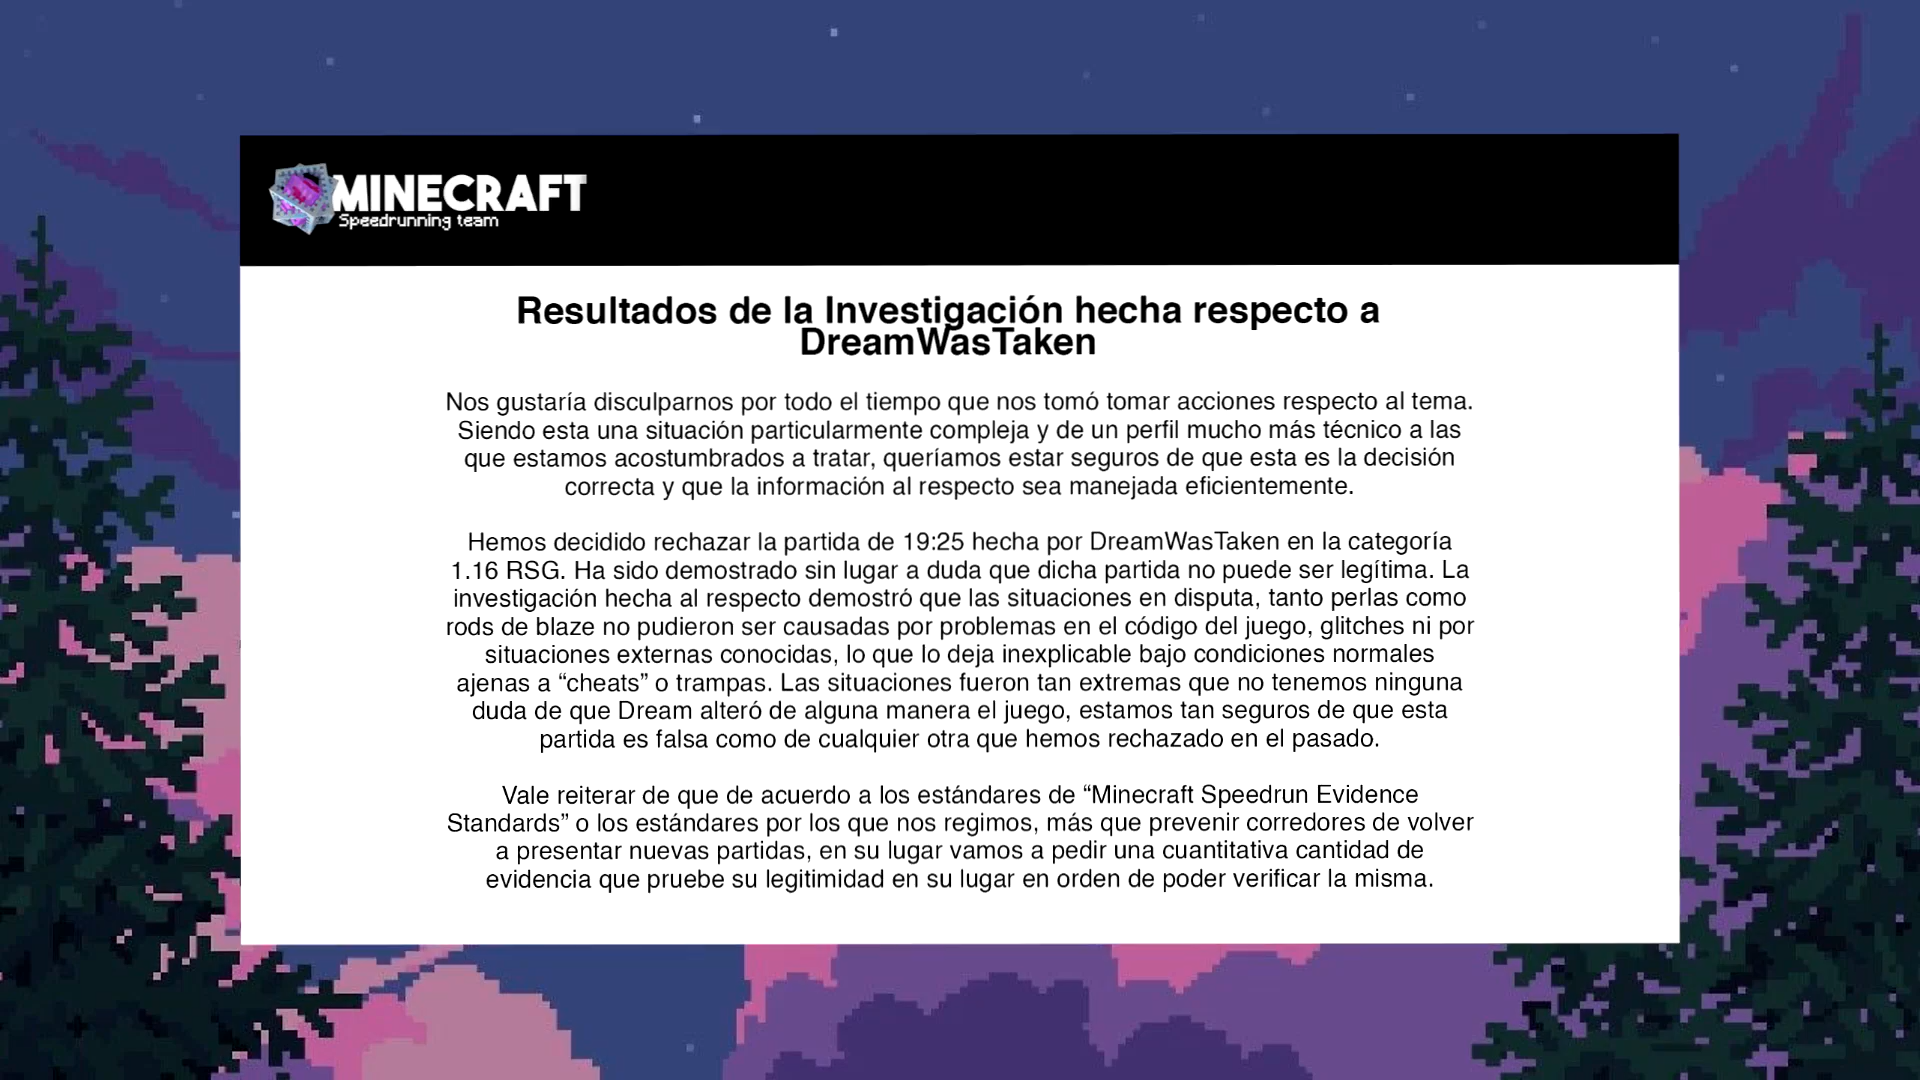 MINECRAFT
Speedrunning team
Resultados de la Investigación hecha respecto a
DreamWasTaken
Nos gustaría disculparnos por todo el tiempo que nos tomó tomar acciones respecto al tema.
Siendo esta una situación particularmente compleja y de un perfil mucho más técnico a las
que estamos acostumbrados a tratar, queríamos estar seguros de que esta es la decisión
correcta y que la información al respecto sea manejada eficientemente.
Hemos decidido rechazar la partida de 19:25 hecha por DreamWasTaken en la categoría
1.16 RSG. Ha sido demostrado sin lugar a duda que dicha partida no puede ser legítima. La
investigación hecha al respecto demostró que las situaciones en disputa, tanto perlas como
rods de blaze no pudieron ser causadas por problemas en el código del juego, glitches ni por
situaciones externas conocidas, lo que lo deja inexplicable bajo condiciones normales
ajenas a “cheats” o trampas. Las situaciones fueron tan extremas que no tenemos ninguna
duda de que Dream alteró de alguna manera el juego, estamos tan seguros de que esta
partida es falsa como de cualquier otra que hemos rechazado en el pasado.
Vale reiterar de que de acuerdo a los estándares de “Minecraft Speedrun Evidence
Standards” o los estándares por los que nos regimos, más que prevenir corredores de volver
a presentar nuevas partidas, en su lugar vamos a pedir una cuantitativa cantidad de
evidencia que pruebe su legitimidad en su lugar en orden de poder verificar la misma.